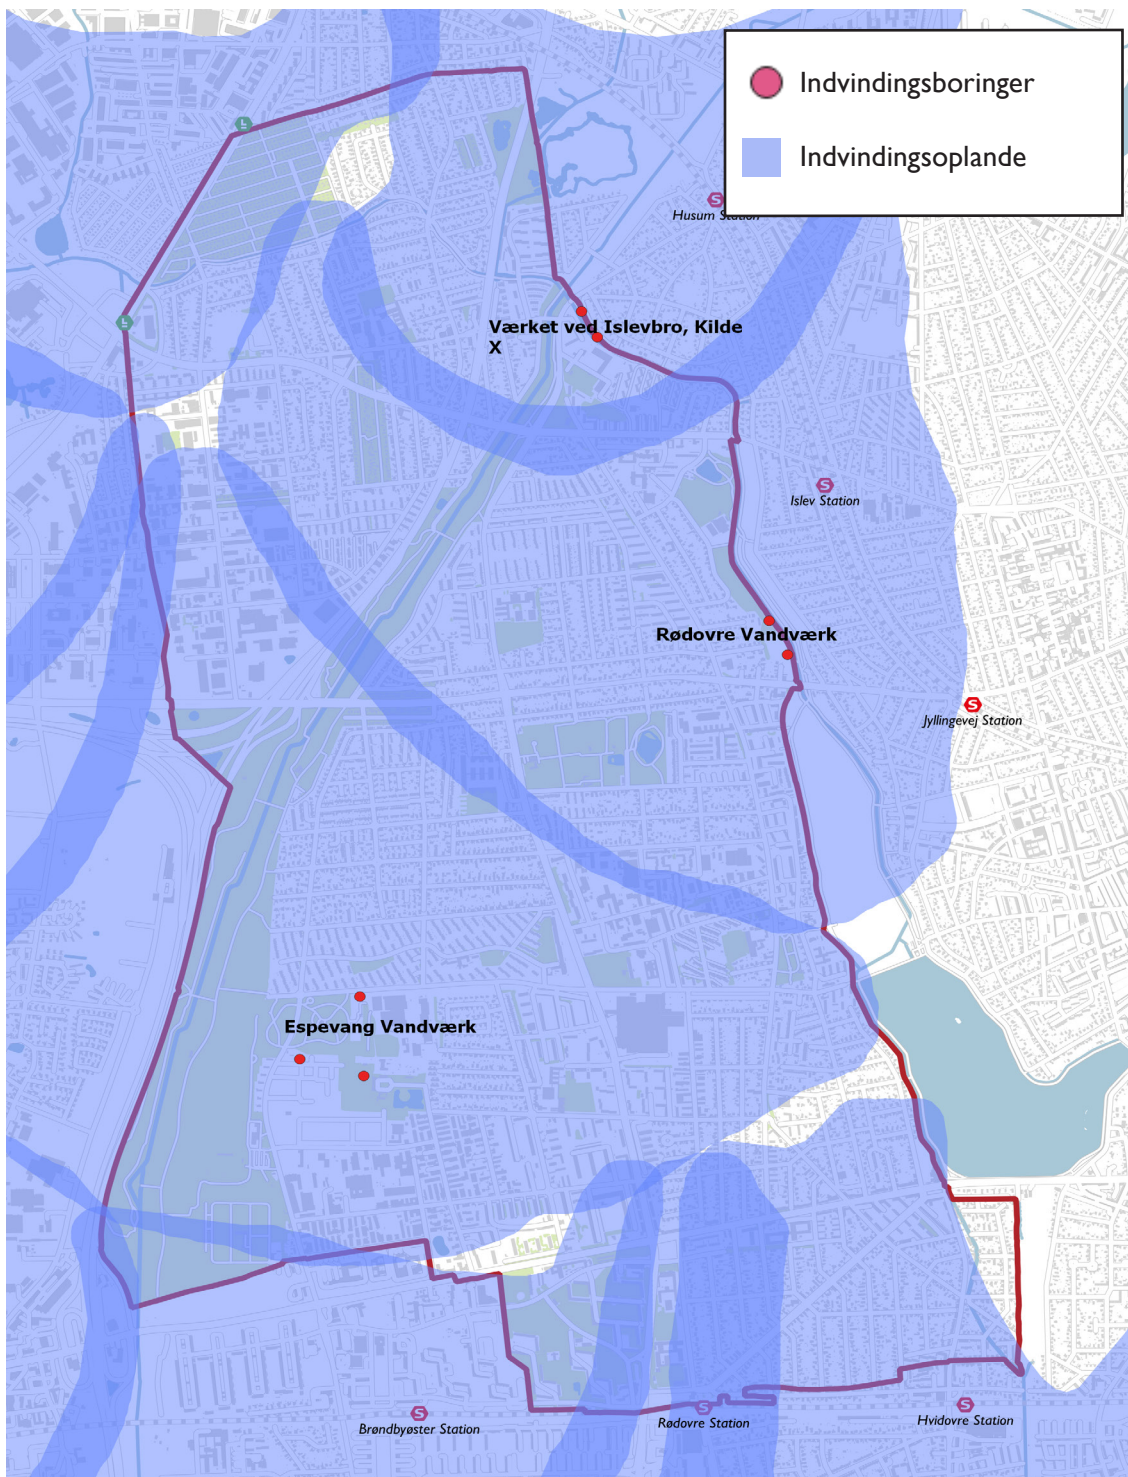 Indvindingsboringer
Indvindingsoplande
Husum Station
Værket ved Islevbro, Kilde
X
Islev Station
Rødovre Vandværk
Jyllingevej Station
Espevang Vandværk
Brøndbyøster Station
Rødovre Station
Hvidovre Station